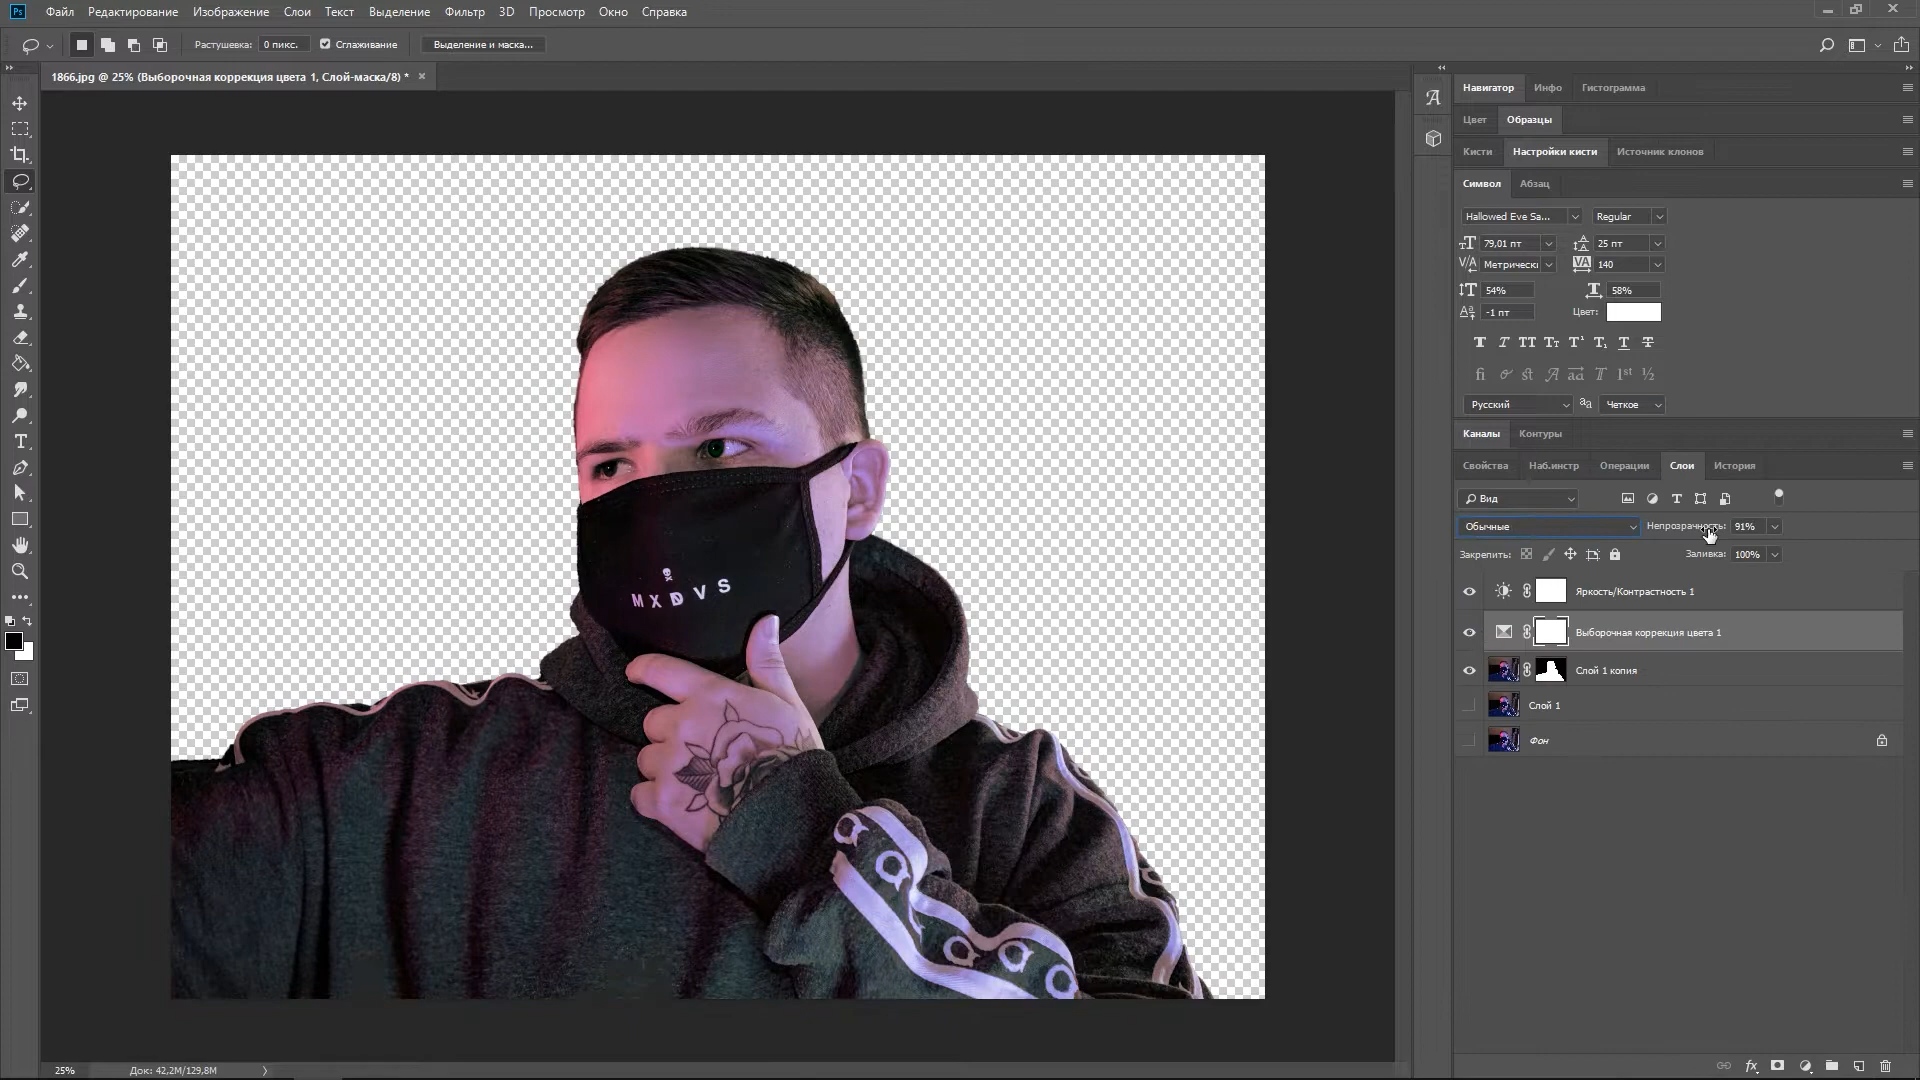 Ps Файл Редактирование Изображение Слои Текст Выделение Фильтр 3D Просмотр Окно Справка
Растушевка: 0 пикс. Сглаживание Выделение и маска...
1866.jpg @ 25% (Выборочная коррекция цвета 1, Слой-маска/8) *
Навигатор Инфо Гистограмма
Цвет Образцы
Кисти Настройки кисти Источник клонов
Символ Абзац
Hallowed Eve Sa... Regular
79,01 пт 25 пт
Метрическ 140
54% 58%
-1 пт Цвет:
Русский Четкое
Каналы Контуры
Свойства Наб.инстр Операции Слои История
Вид
Обычные Непрозрачность: 91%
Закрепить: Заливка: 100%
Яркость/Контрастность 1
Выборочная коррекция цвета 1
Слой 1 копия
Слой 1
Фон
MXDVS
25% Док: 42,2M/129,8M